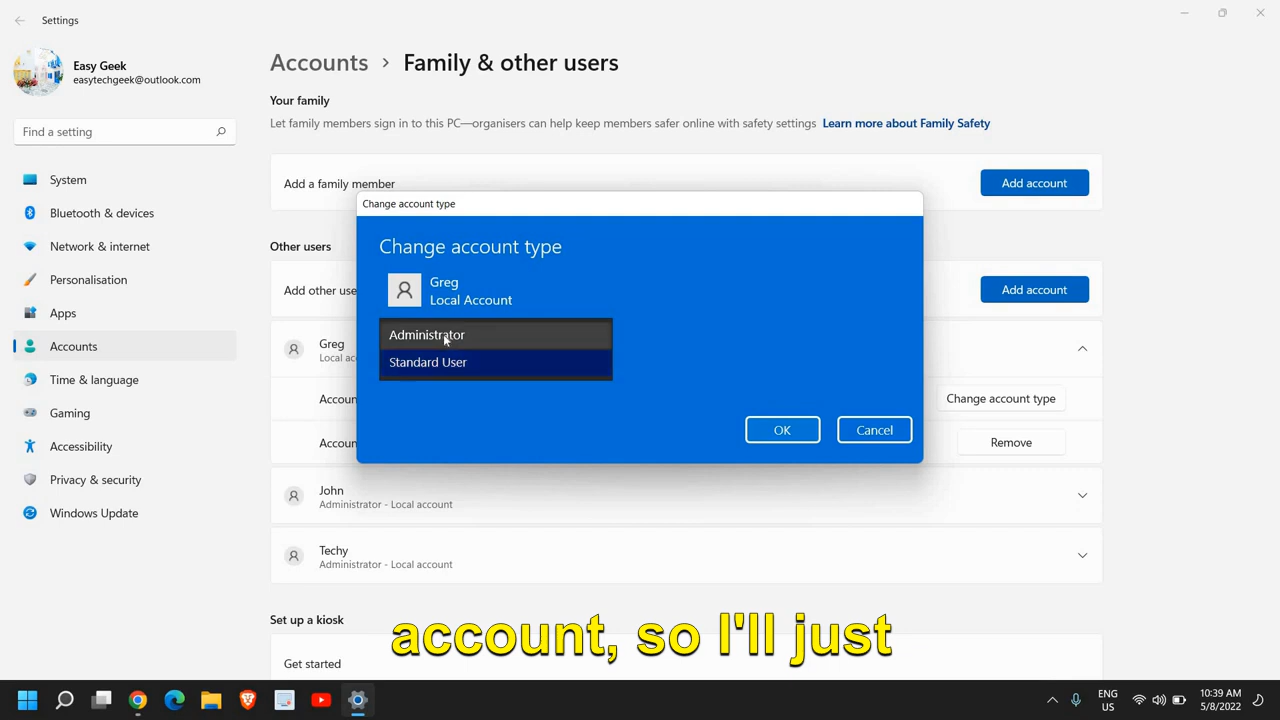 Settings
Easy Geek
easytechgeek@outlook.com
Find a setting
System
Bluetooth & devices
Network & internet
Personalisation
Apps
Accounts
Time & language
Gaming
Accessibility
Privacy & security
Windows Update
Accounts > Family & other users
Your family
Let family members sign in to this PC—organisers can help keep members safer online with safety settings Learn more about Family Safety
Add a family member
Add account
Other users
Add other use
Add account
Greg
Local ac
Accoun
Change account type
Accoun
Remove
Change account type
Change account type
Greg
Local Account
Administrator
Standard User
OK
Cancel
John
Administrator - Local account
Techy
Administrator - Local account
Set up a kiosk
Get started
account, so I'll just
ENG
US
10:39 AM
5/8/2022